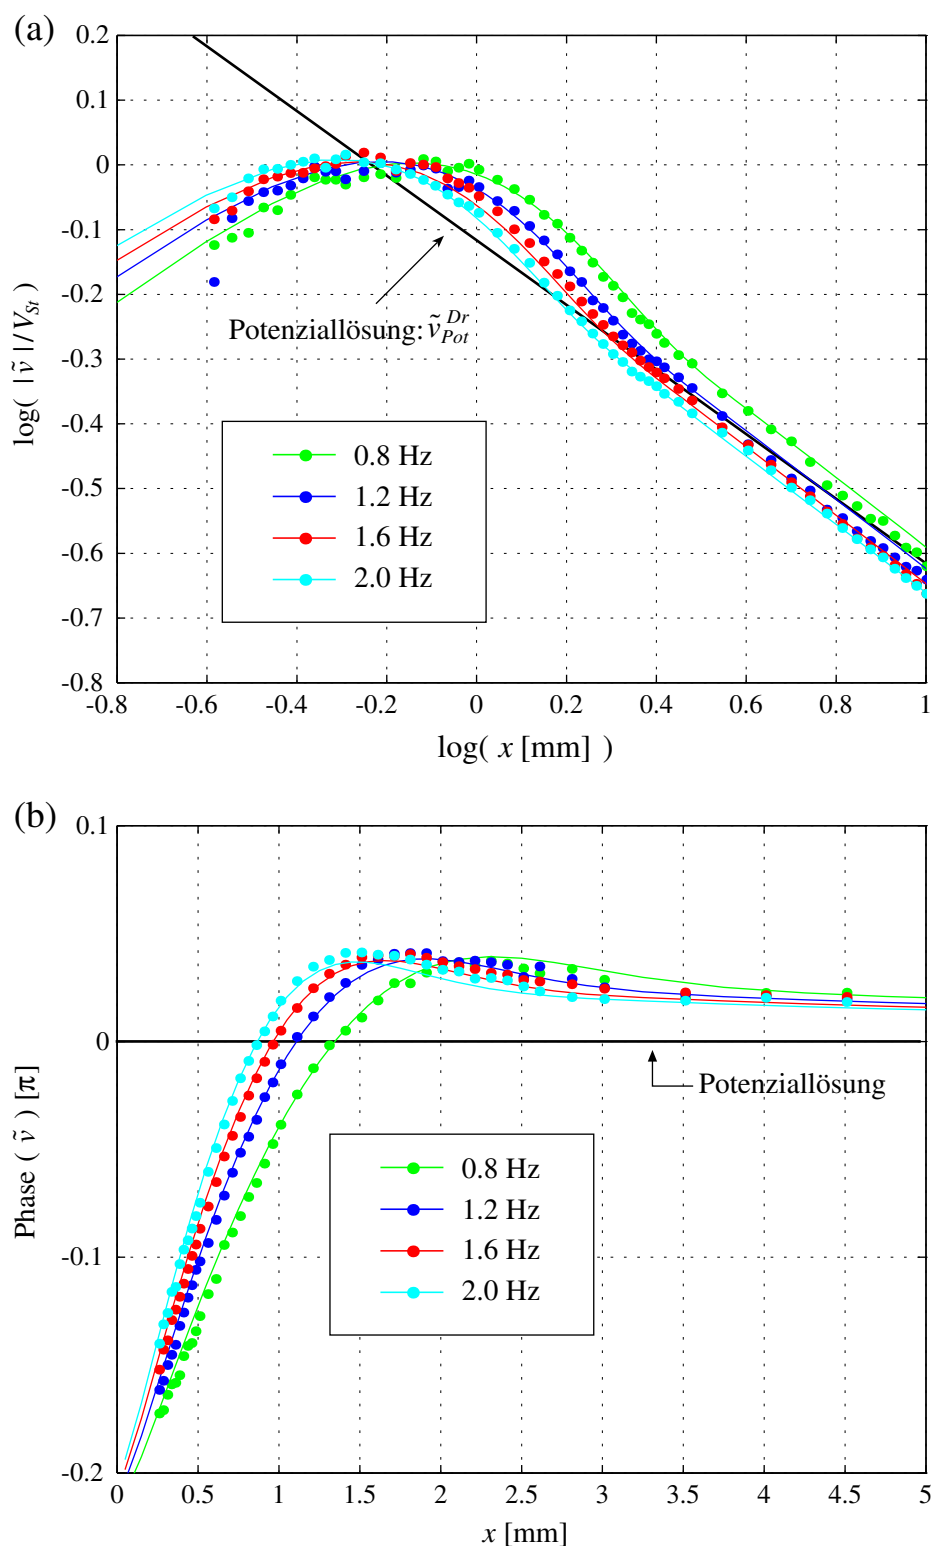 (a)
0.2
0.1
0
-0.1
-0.2
-0.3
-0.4
-0.5
-0.6
-0.7
-0.8
log( | ṽ | / V_St )
Potenziallösung: ṽ_Pot^Dr
0.8 Hz
1.2 Hz
1.6 Hz
2.0 Hz
-0.8 -0.6 -0.4 -0.2 0 0.2 0.4 0.6 0.8 1
log( x [mm] )
(b)
0.1
0
-0.1
-0.2
Phase ( ṽ ) [π]
Potenziallösung
0.8 Hz
1.2 Hz
1.6 Hz
2.0 Hz
0 0.5 1 1.5 2 2.5 3 3.5 4 4.5 5
x [mm]